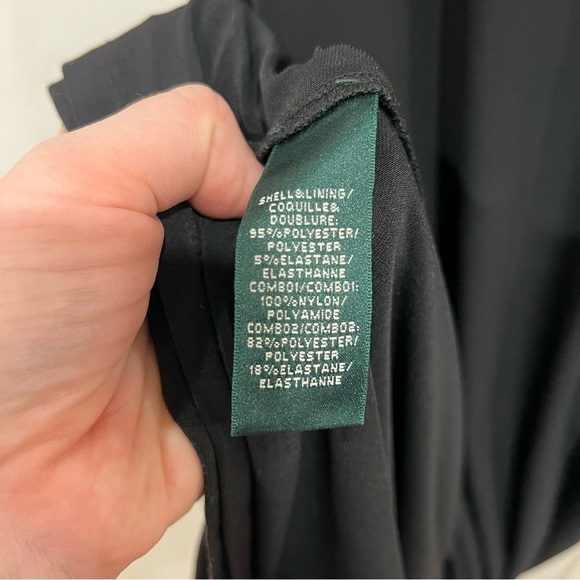 SHELL&LINING/
COQUILLE&
DOUBLURE:
95%POLYESTER/
POLYESTER
5%ELASTANE/
ELASTHANNE
COMBO1/COMBO1:
100%NYLON/
POLYAMIDE
COMBO2/COMBO2:
82%POLYESTER/
POLYESTER
18%ELASTANE/
ELASTHANNE